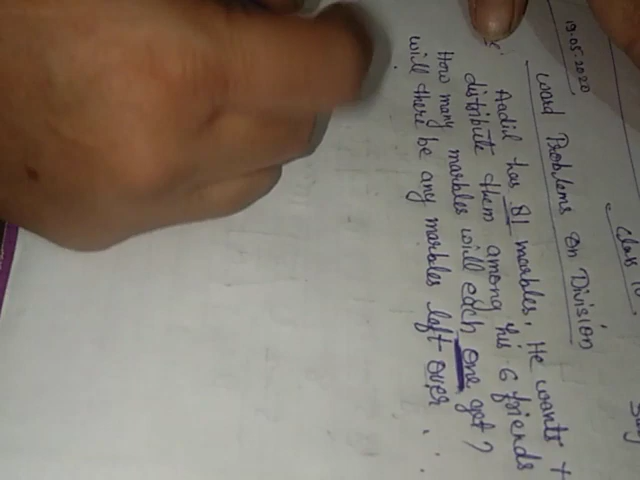 19.05.2020
Class IV
Word Problems on Division
Aadil has 81 marbles. He wants t
distribute them among his 6 friends
How many marbles will each one get?
will there be any marbles left over